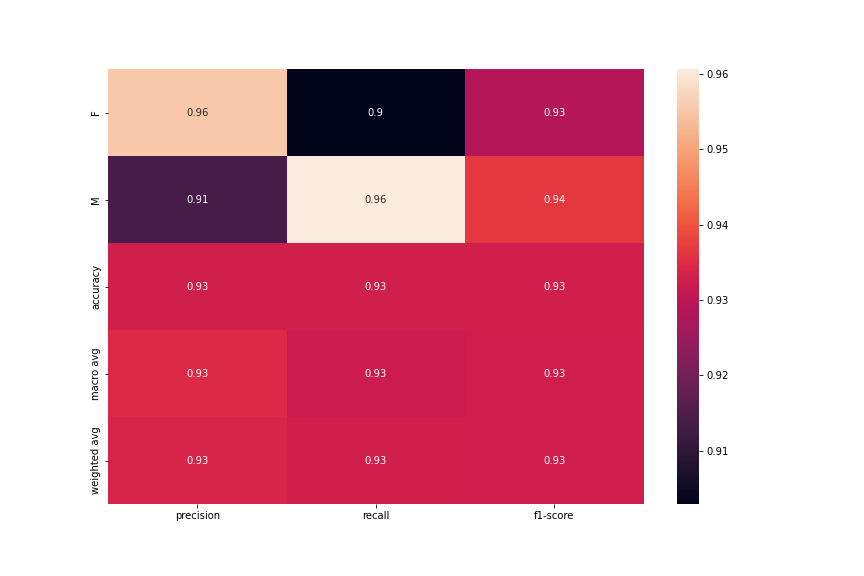 F 0.96 0.9 0.93
M 0.91 0.96 0.94
accuracy 0.93 0.93 0.93
macro avg 0.93 0.93 0.93
weighted avg 0.93 0.93 0.93
precision recall f1-score
0.96
0.95
0.94
0.93
0.92
0.91